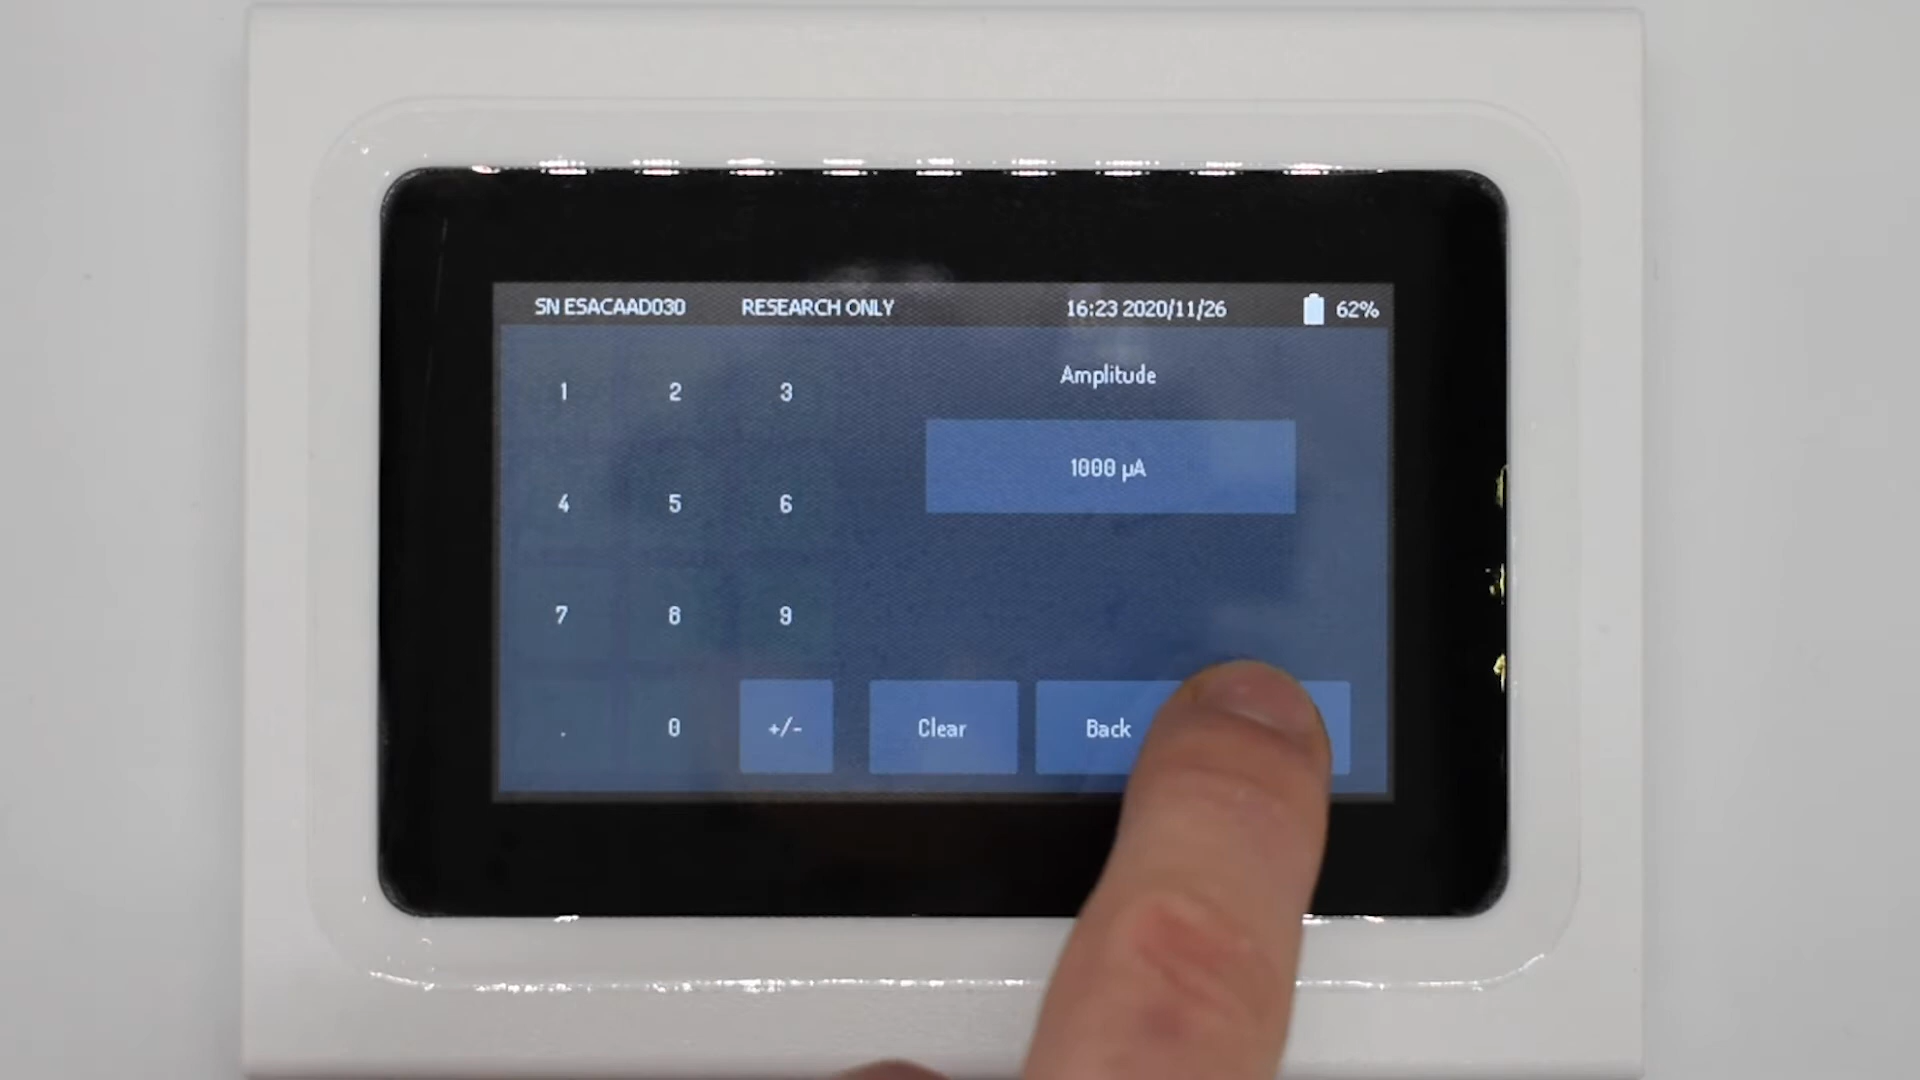 SN ESACAAD030 RESEARCH ONLY 16:23 2020/11/26 62%
Amplitude
1 2 3
1000 µA
4 5 6
7 8 9
. 0 +/- Clear Back